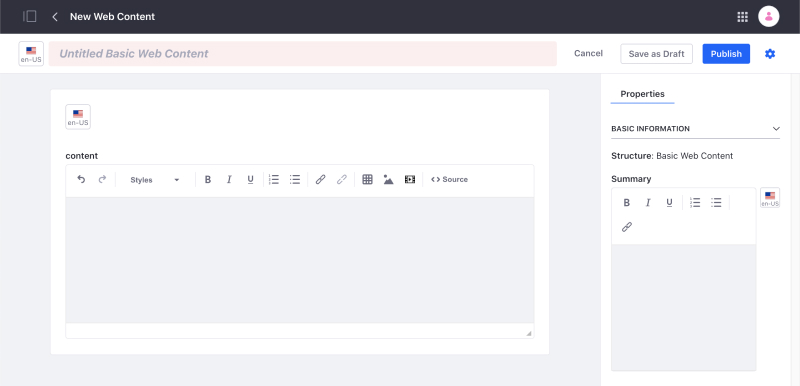 New Web Content
en-US
Untitled Basic Web Content
Cancel
Save as Draft
Publish
en-US
content
Styles
B I U
Source
Properties
BASIC INFORMATION
Structure: Basic Web Content
Summary
B I U
en-US